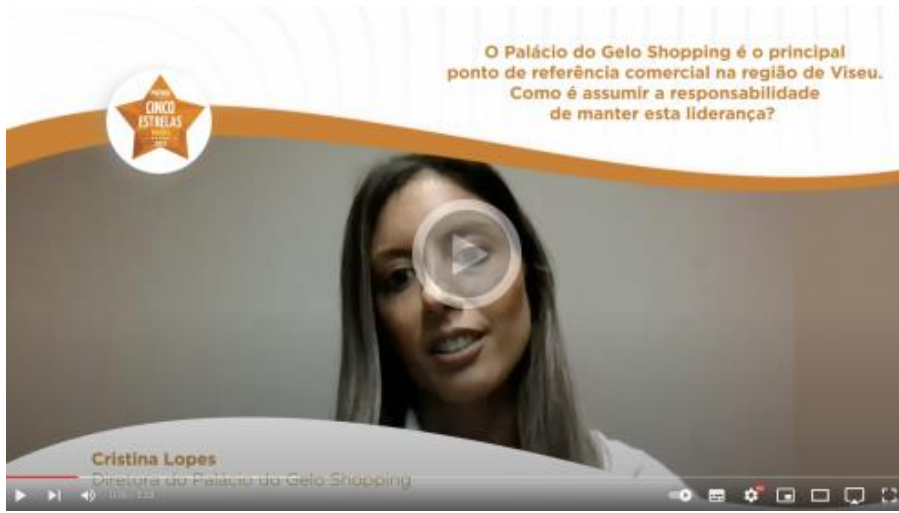 O Palácio do Gelo Shopping é o principal
ponto de referência comercial na região de Viseu.
Como é assumir a responsabilidade
de manter esta liderança?
CINCO
ESTRELAS
Cristina Lopes
Diretora do Palácio do Gelo Shopping